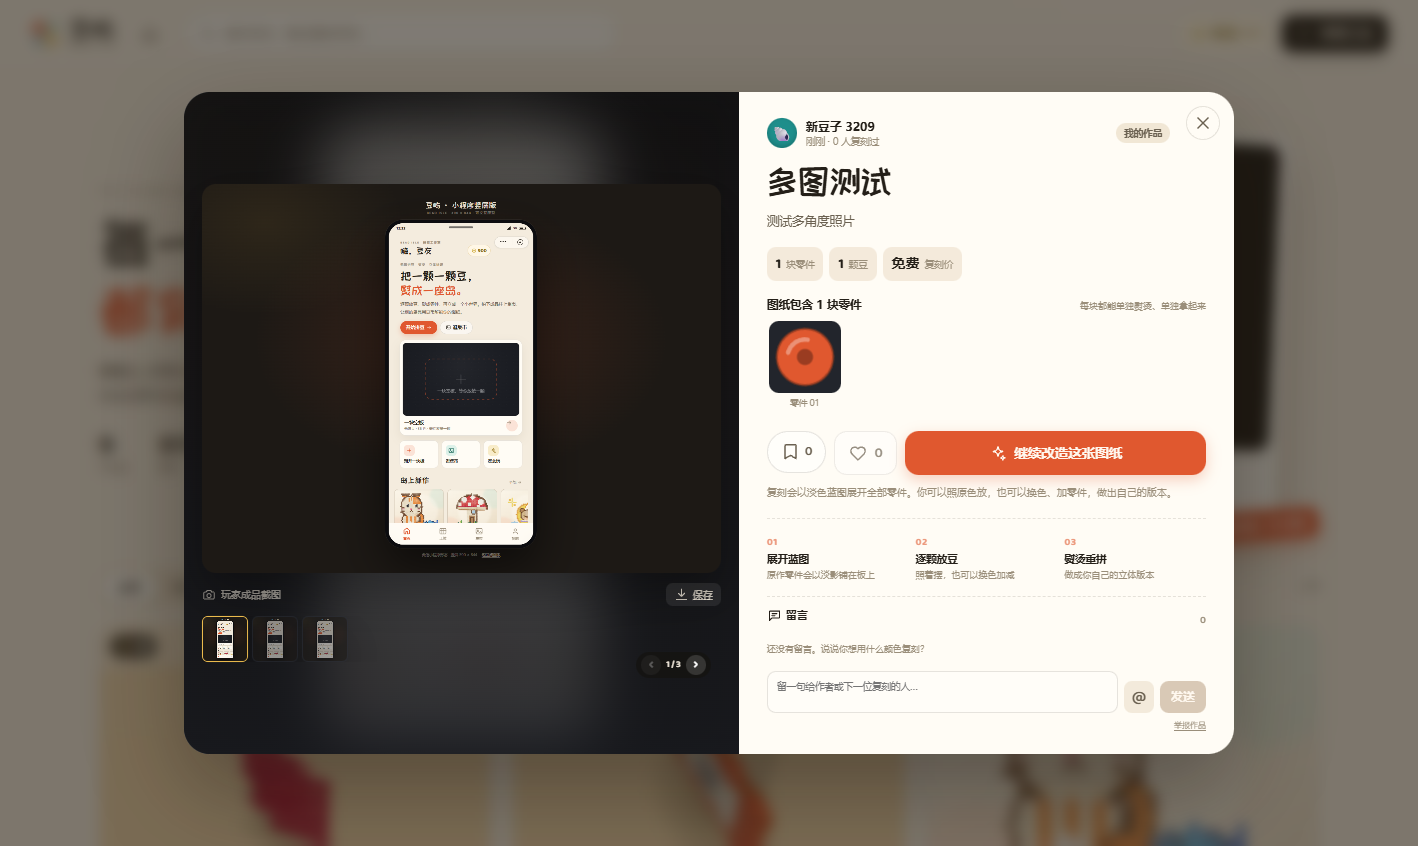 豆屿 · 小程序套层版
嗨，豆友
把一颗一颗豆，
熨成一座岛。
新豆子 3209
刚刚 · 0 人复刻过
我的作品
多图测试
测试多角度照片
1 块零件
1 颗豆
免费 复刻价
图纸包含 1 块零件
每块都能单独熨烫、单独拿起来
零件 01
0
0
继续改造这张图纸
复刻会以淡色蓝图展开全部零件。你可以照原色放，也可以换色、加零件，做出自己的版本。
01
展开蓝图
原作零件会以淡影铺在板上
02
逐颗放豆
照着摆，也可以换色加减
03
熨烫重拼
做成你自己的立体版本
留言
0
还没有留言。说说你想用什么颜色复刻？
留一句给作者或下一位复刻的人...
@
发送
举报作品
玩家成品截图
保存
1/3